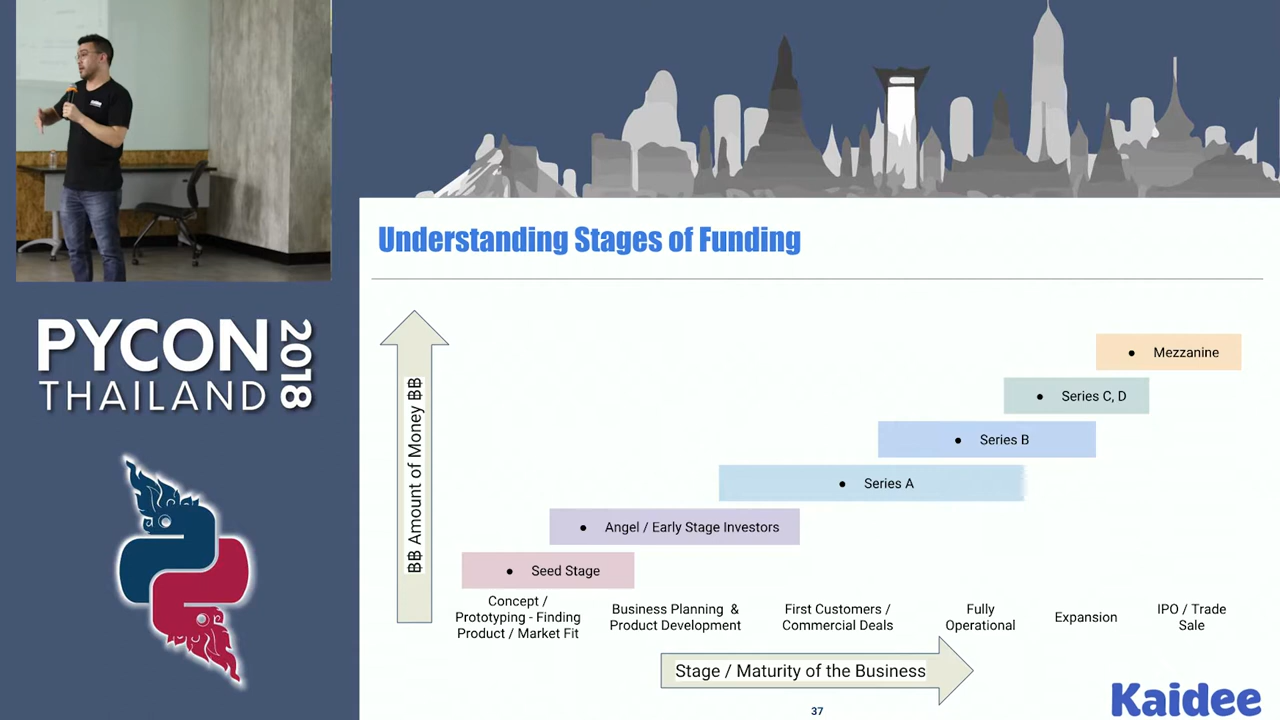 PYCON 2018
THAILAND
Understanding Stages of Funding
฿฿ Amount of Money ฿฿
• Mezzanine
• Series C, D
• Series B
• Series A
• Angel / Early Stage Investors
• Seed Stage
Concept /
Prototyping - Finding
Product / Market Fit
Business Planning &
Product Development
First Customers /
Commercial Deals
Fully
Operational
Expansion
IPO / Trade
Sale
Stage / Maturity of the Business
37
Kaidee